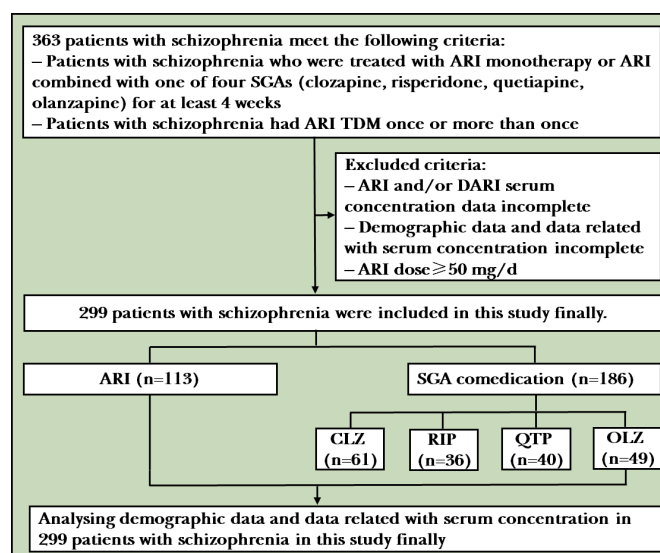 363 patients with schizophrenia meet the following criteria:
– Patients with schizophrenia who were treated with ARI monotherapy or ARI
combined with one of four SGAs (clozapine, risperidone, quetiapine,
olanzapine) for at least 4 weeks
– Patients with schizophrenia had ARI TDM once or more than once
Excluded criteria:
– ARI and/or DARI serum
concentration data incomplete
– Demographic data and data related
with serum concentration incomplete
– ARI dose⩾50 mg/d
299 patients with schizophrenia were included in this study finally.
ARI (n=113)
SGA comedication (n=186)
CLZ
(n=61)
RIP
(n=36)
QTP
(n=40)
OLZ
(n=49)
Analysing demographic data and data related with serum concentration in
299 patients with schizophrenia in this study finally